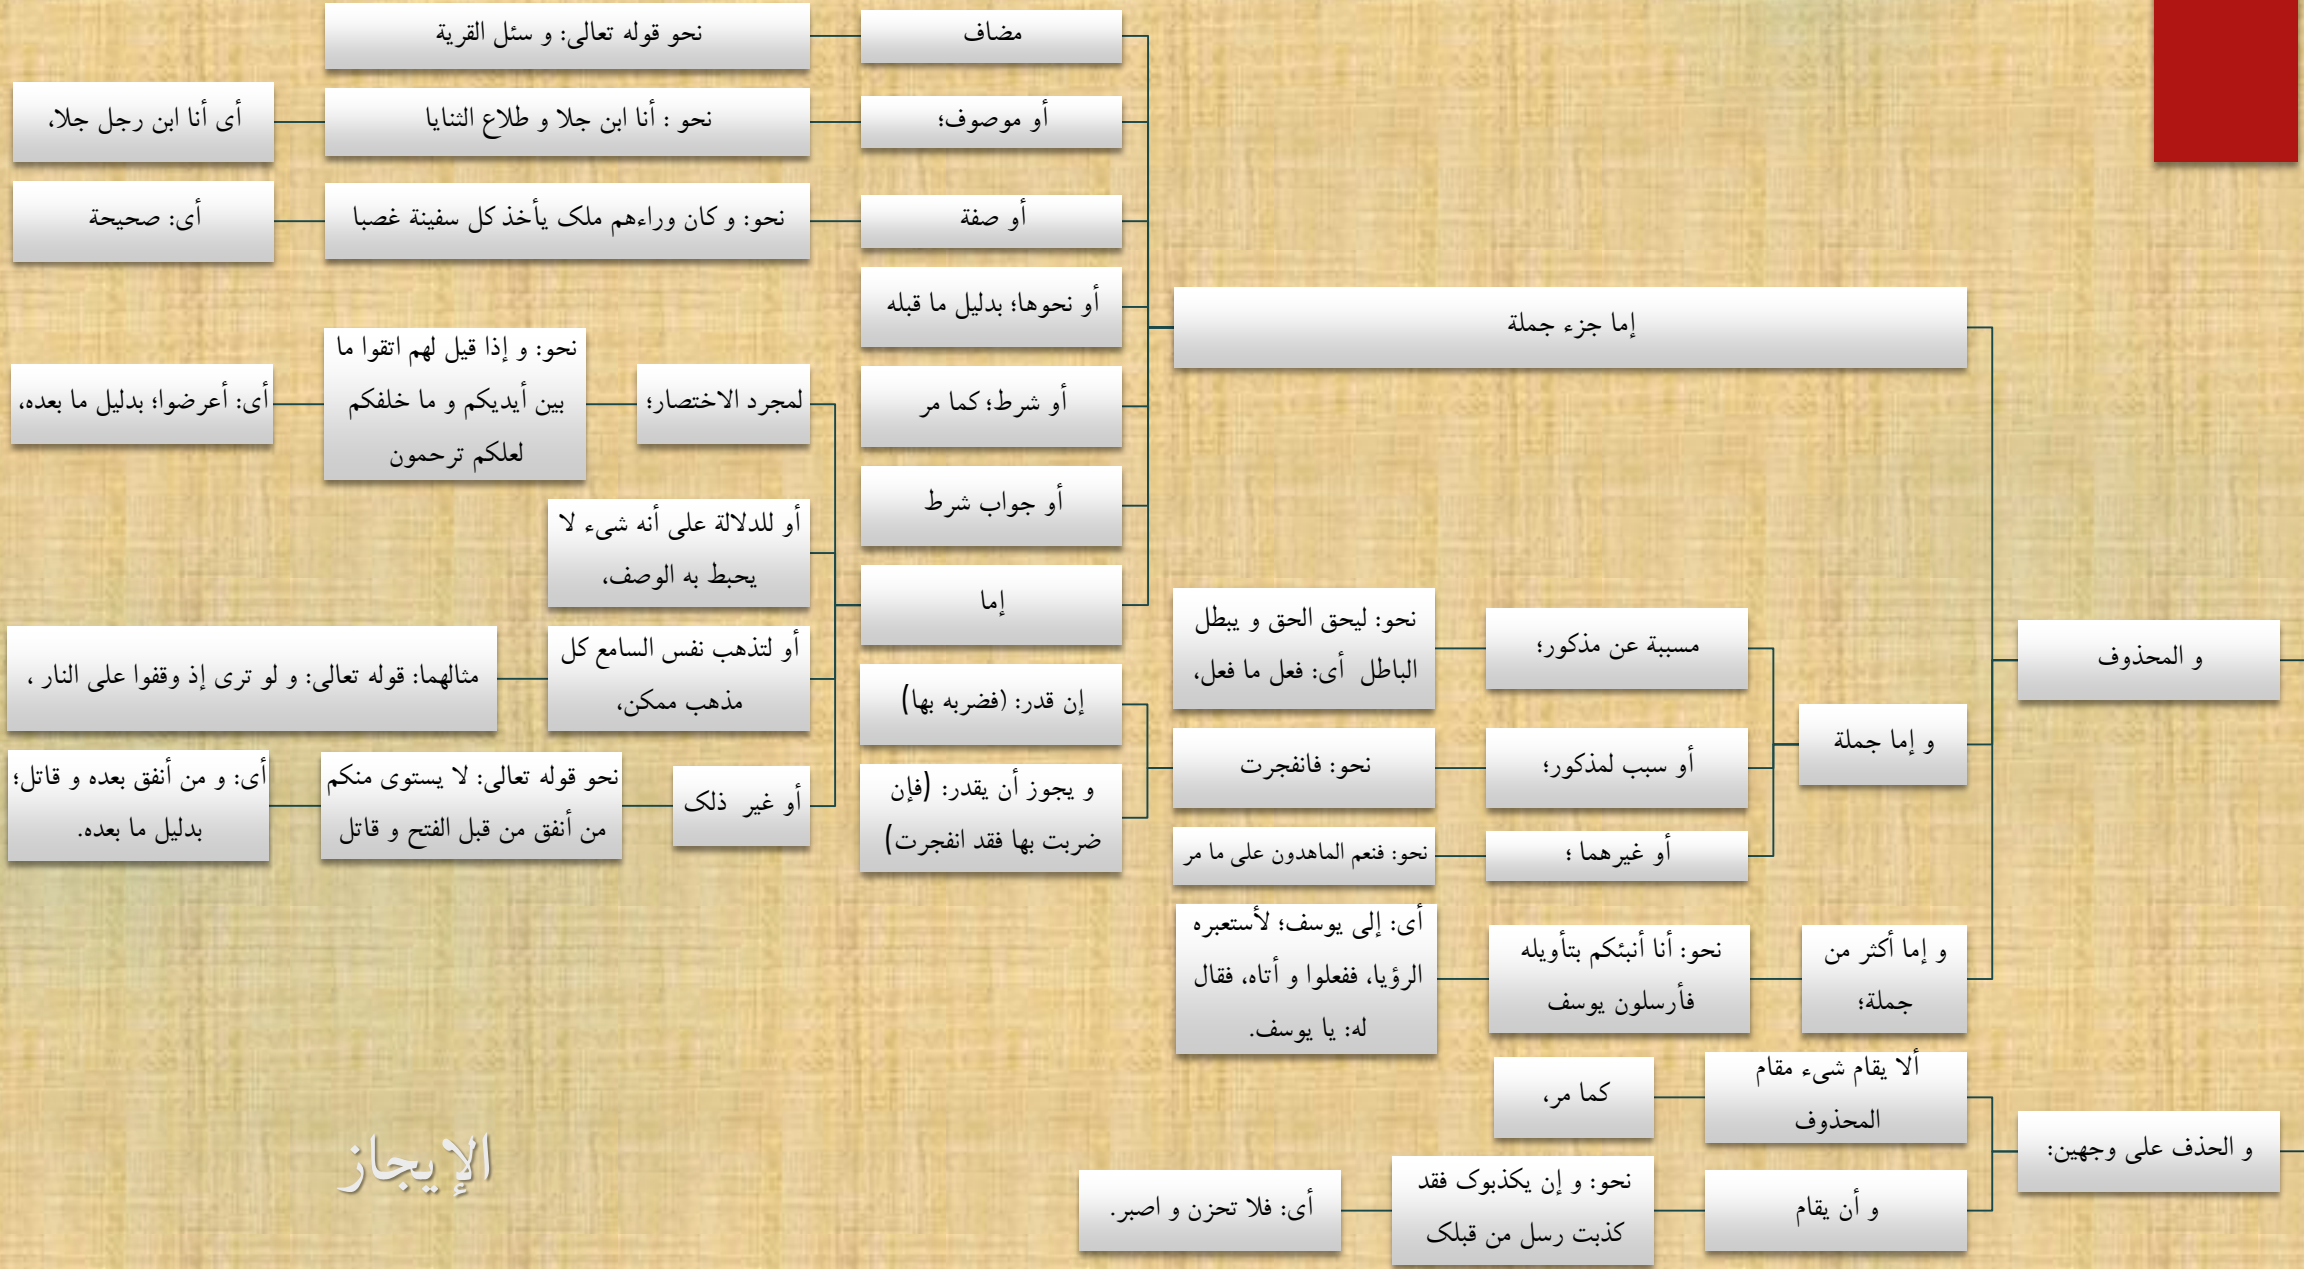 و المحذوف
إما جزء جملة
مضاف
نحو قوله تعالى: و سئل القرية
أو موصوف؛
نحو : أنا ابن جلا و طلاع الثنايا
أى أنا ابن رجل جلا،
أو صفة
نحو: و كان وراءهم ملک يأخذ كل سفينة غصبا
أى: صحيحة
أو نحوها؛ بدليل ما قبله
أو شرط؛ كما مر
أو جواب شرط
إما
لمجرد الاختصار؛
نحو: و إذا قيل لهم اتقوا ما
بين أيديكم و ما خلفكم
لعلكم ترحمون
أى: أعرضوا؛ بدليل ما بعده،
أو للدلالة على أنه شىء لا
يحبط به الوصف،
أو لتذهب نفس السامع كل
مذهب ممكن،
مثالهما: قوله تعالى: و لو ترى إذ وقفوا على النار ،
أو غير ذلک
نحو قوله تعالى: لا يستوى منكم
من أنفق من قبل الفتح و قاتل
أى: و من أنفق بعده و قاتل؛
بدليل ما بعده.
و إما جملة
مسببة عن مذكور؛
نحو: ليحق الحق و يبطل
الباطل أى: فعل ما فعل،
أو سبب لمذكور؛
نحو: فانفجرت
إن قدر: (فضربه بها)
و يجوز أن يقدر: (فإن
ضربت بها فقد انفجرت)
أو غيرهما ؛
نحو: فنعم الماهدون على ما مر
و إما أكثر من
جملة؛
نحو: أنا أنبئكم بتأويله
فأرسلون يوسف
أى: إلى يوسف؛ لأستعبره
الرؤيا، ففعلوا و أتاه، فقال
له: يا يوسف.
و الحذف على وجهين:
ألا يقام شىء مقام
المحذوف
كما مر،
و أن يقام
نحو: و إن يكذبوک فقد
كذبت رسل من قبلک
أى: فلا تحزن و اصبر.
الإيجاز